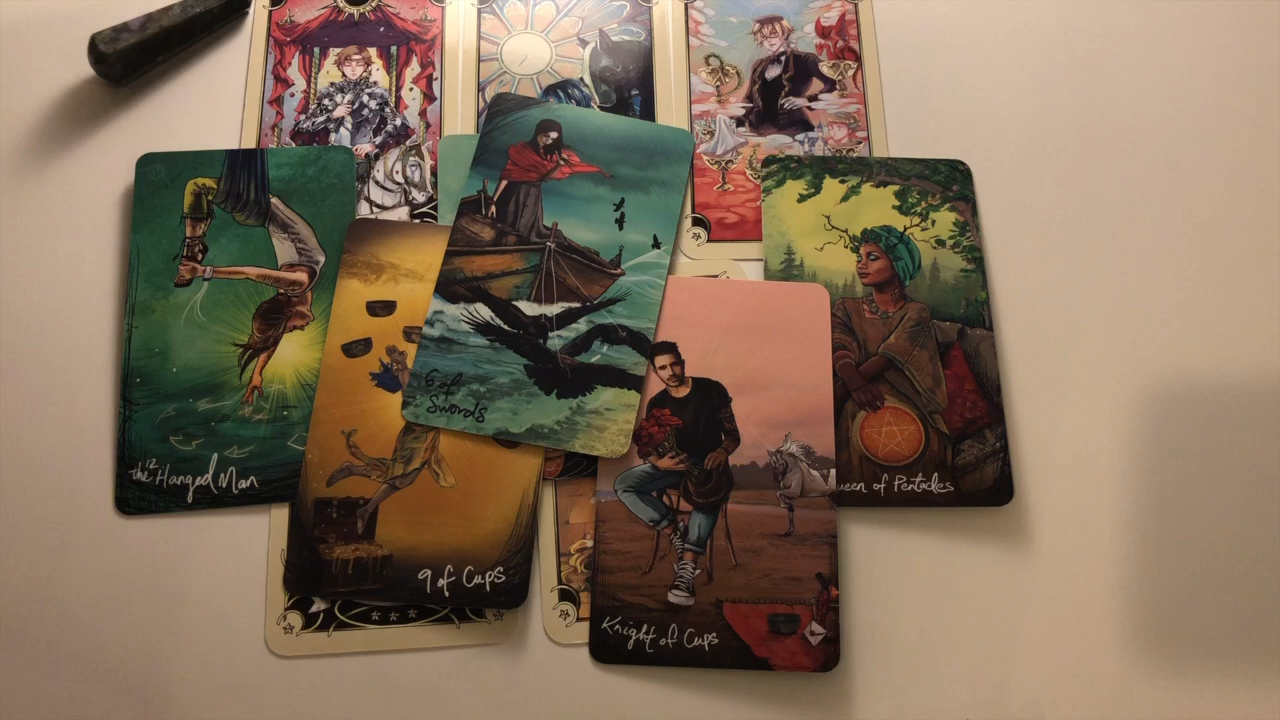 the 12 Hanged Man
9 of Cups
6 of
Swords
Knight of Cups
ueen of Pentacles